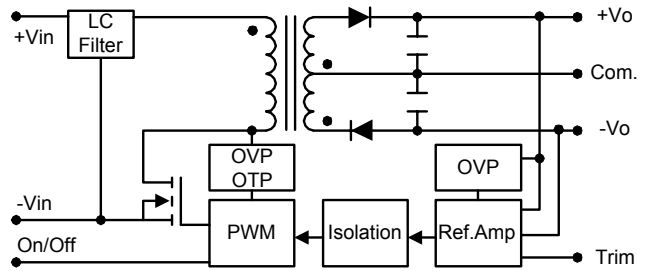 +Vin
LC
Filter
+Vo
Com.
-Vo
OVP
OTP
OVP
-Vin
On/Off
PWM
Isolation
Ref.Amp
Trim